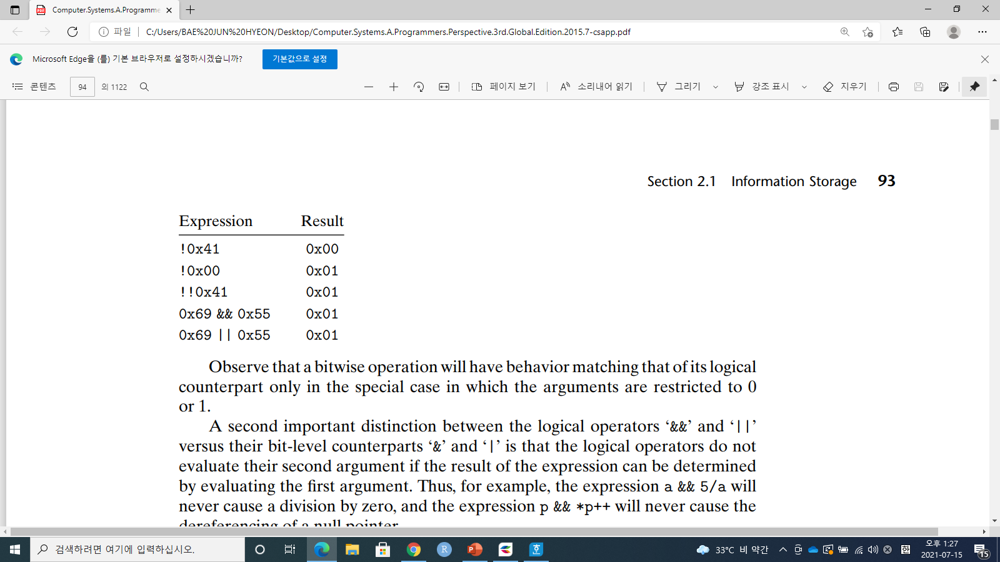 Computer.Systems.A.Programme
파일 C:/Users/BAE%20JUN%20HYEON/Desktop/Computer.Systems.A.Programmers.Perspective.3rd.Global.Edition.2015.7-csapp.pdf
Microsoft Edge을 (를) 기본 브라우저로 설정하시겠습니까? 기본값으로 설정
콘텐츠 94 의 1122 페이지 보기 소리내어 읽기 그리기 강조 표시 지우기
Section 2.1 Information Storage 93
Expression Result
!0x41 0x00
!0x00 0x01
!!0x41 0x01
0x69 && 0x55 0x01
0x69 || 0x55 0x01
Observe that a bitwise operation will have behavior matching that of its logical
counterpart only in the special case in which the arguments are restricted to 0
or 1.
A second important distinction between the logical operators ‘&&’ and ‘||’
versus their bit-level counterparts ‘&’ and ‘|’ is that the logical operators do not
evaluate their second argument if the result of the expression can be determined
by evaluating the first argument. Thus, for example, the expression a && 5/a will
never cause a division by zero, and the expression p && *p++ will never cause the
dereferencing of a null pointer.
검색하려면 여기에 입력하십시오.
33°C 비 약간
한
오후 1:27
2021-07-15
15